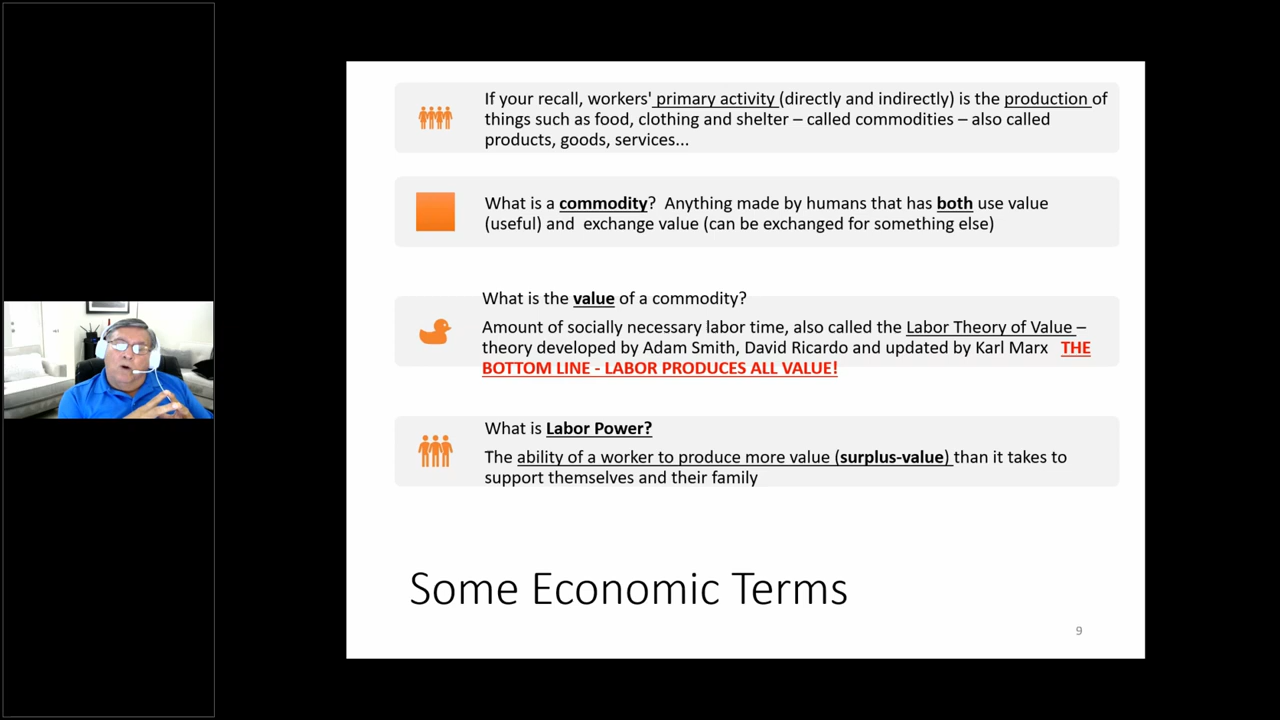 If your recall, workers' primary activity (directly and indirectly) is the production of
things such as food, clothing and shelter – called commodities – also called
products, goods, services...
What is a commodity? Anything made by humans that has both use value
(useful) and exchange value (can be exchanged for something else)
What is the value of a commodity?
Amount of socially necessary labor time, also called the Labor Theory of Value –
theory developed by Adam Smith, David Ricardo and updated by Karl Marx THE
BOTTOM LINE - LABOR PRODUCES ALL VALUE!
What is Labor Power?
The ability of a worker to produce more value (surplus-value) than it takes to
support themselves and their family
Some Economic Terms
9